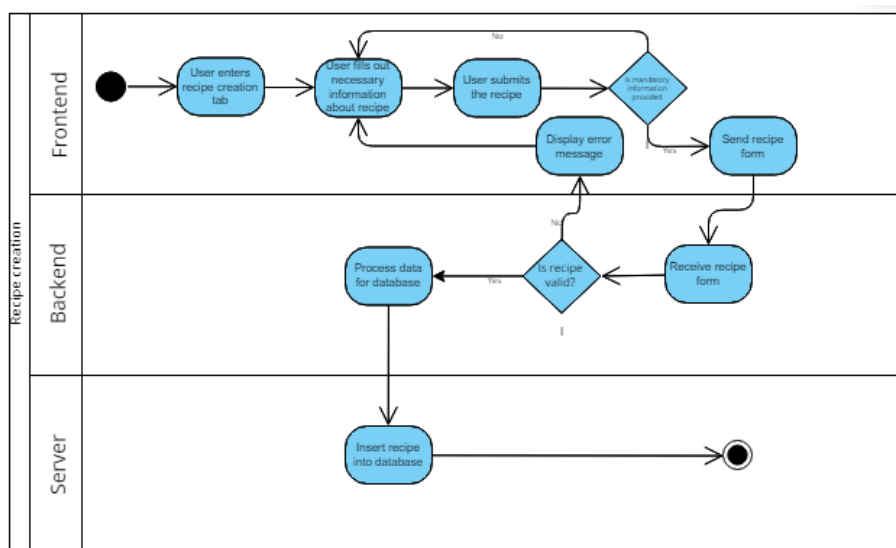 Recipe creation
Frontend
User enters
recipe creation
tab
User fills out
necessary
information
about recipe
User submits
the recipe
Is mandatory
information
provided
No
Yes
Send recipe
form
Display error
message
Backend
Receive recipe
form
Is recipe
valid?
No
Yes
Process data
for database
Server
Insert recipe
into database